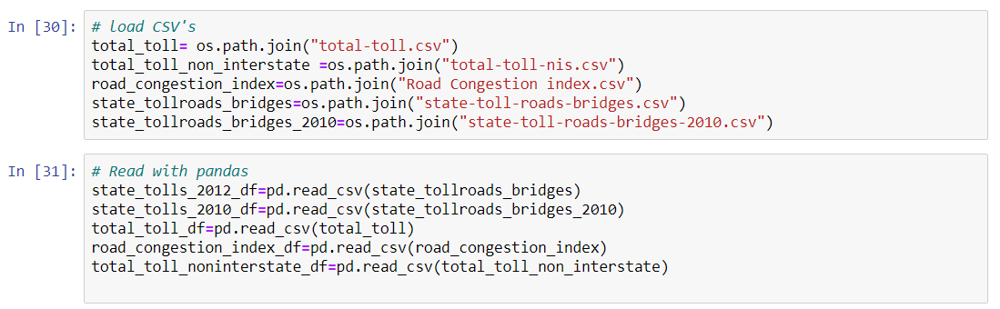 In [30]: # load CSV's
total_toll= os.path.join("total-toll.csv")
total_toll_non_interstate =os.path.join("total-toll-nis.csv")
road_congestion_index=os.path.join("Road Congestion index.csv")
state_tollroads_bridges=os.path.join("state-toll-roads-bridges.csv")
state_tollroads_bridges_2010=os.path.join("state-toll-roads-bridges-2010.csv")
In [31]: # Read with pandas
state_tolls_2012_df=pd.read_csv(state_tollroads_bridges)
state_tolls_2010_df=pd.read_csv(state_tollroads_bridges_2010)
total_toll_df=pd.read_csv(total_toll)
road_congestion_index_df=pd.read_csv(road_congestion_index)
total_toll_noninterstate_df=pd.read_csv(total_toll_non_interstate)